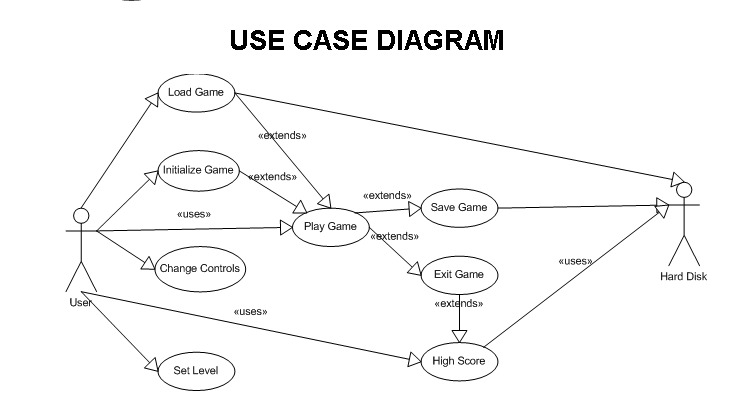 USE CASE DIAGRAM
Load Game
«extends»
Initialize Game
«extends»
«extends»
Save Game
«uses»
Play Game
«extends»
Change Controls
Exit Game
«uses»
Hard Disk
User
«extends»
«uses»
High Score
Set Level